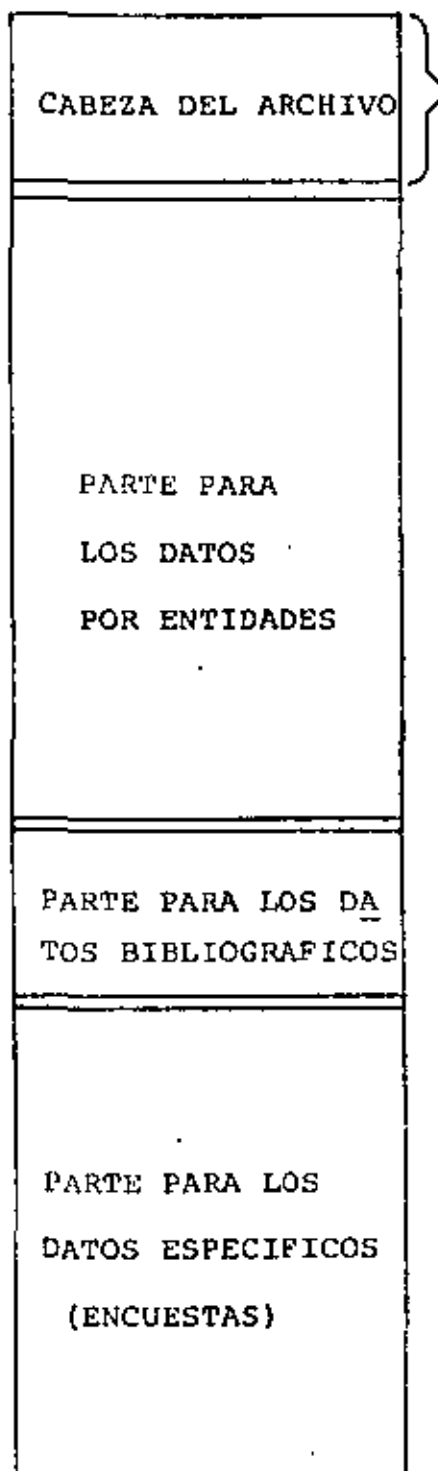 CABEZA DEL ARCHIVO
PARTE PARA
LOS DATOS
POR ENTIDADES
PARTE PARA LOS DA
TOS BIBLIOGRAFICOS
PARTE PARA LOS
DATOS ESPECIFICOS
(ENCUESTAS)